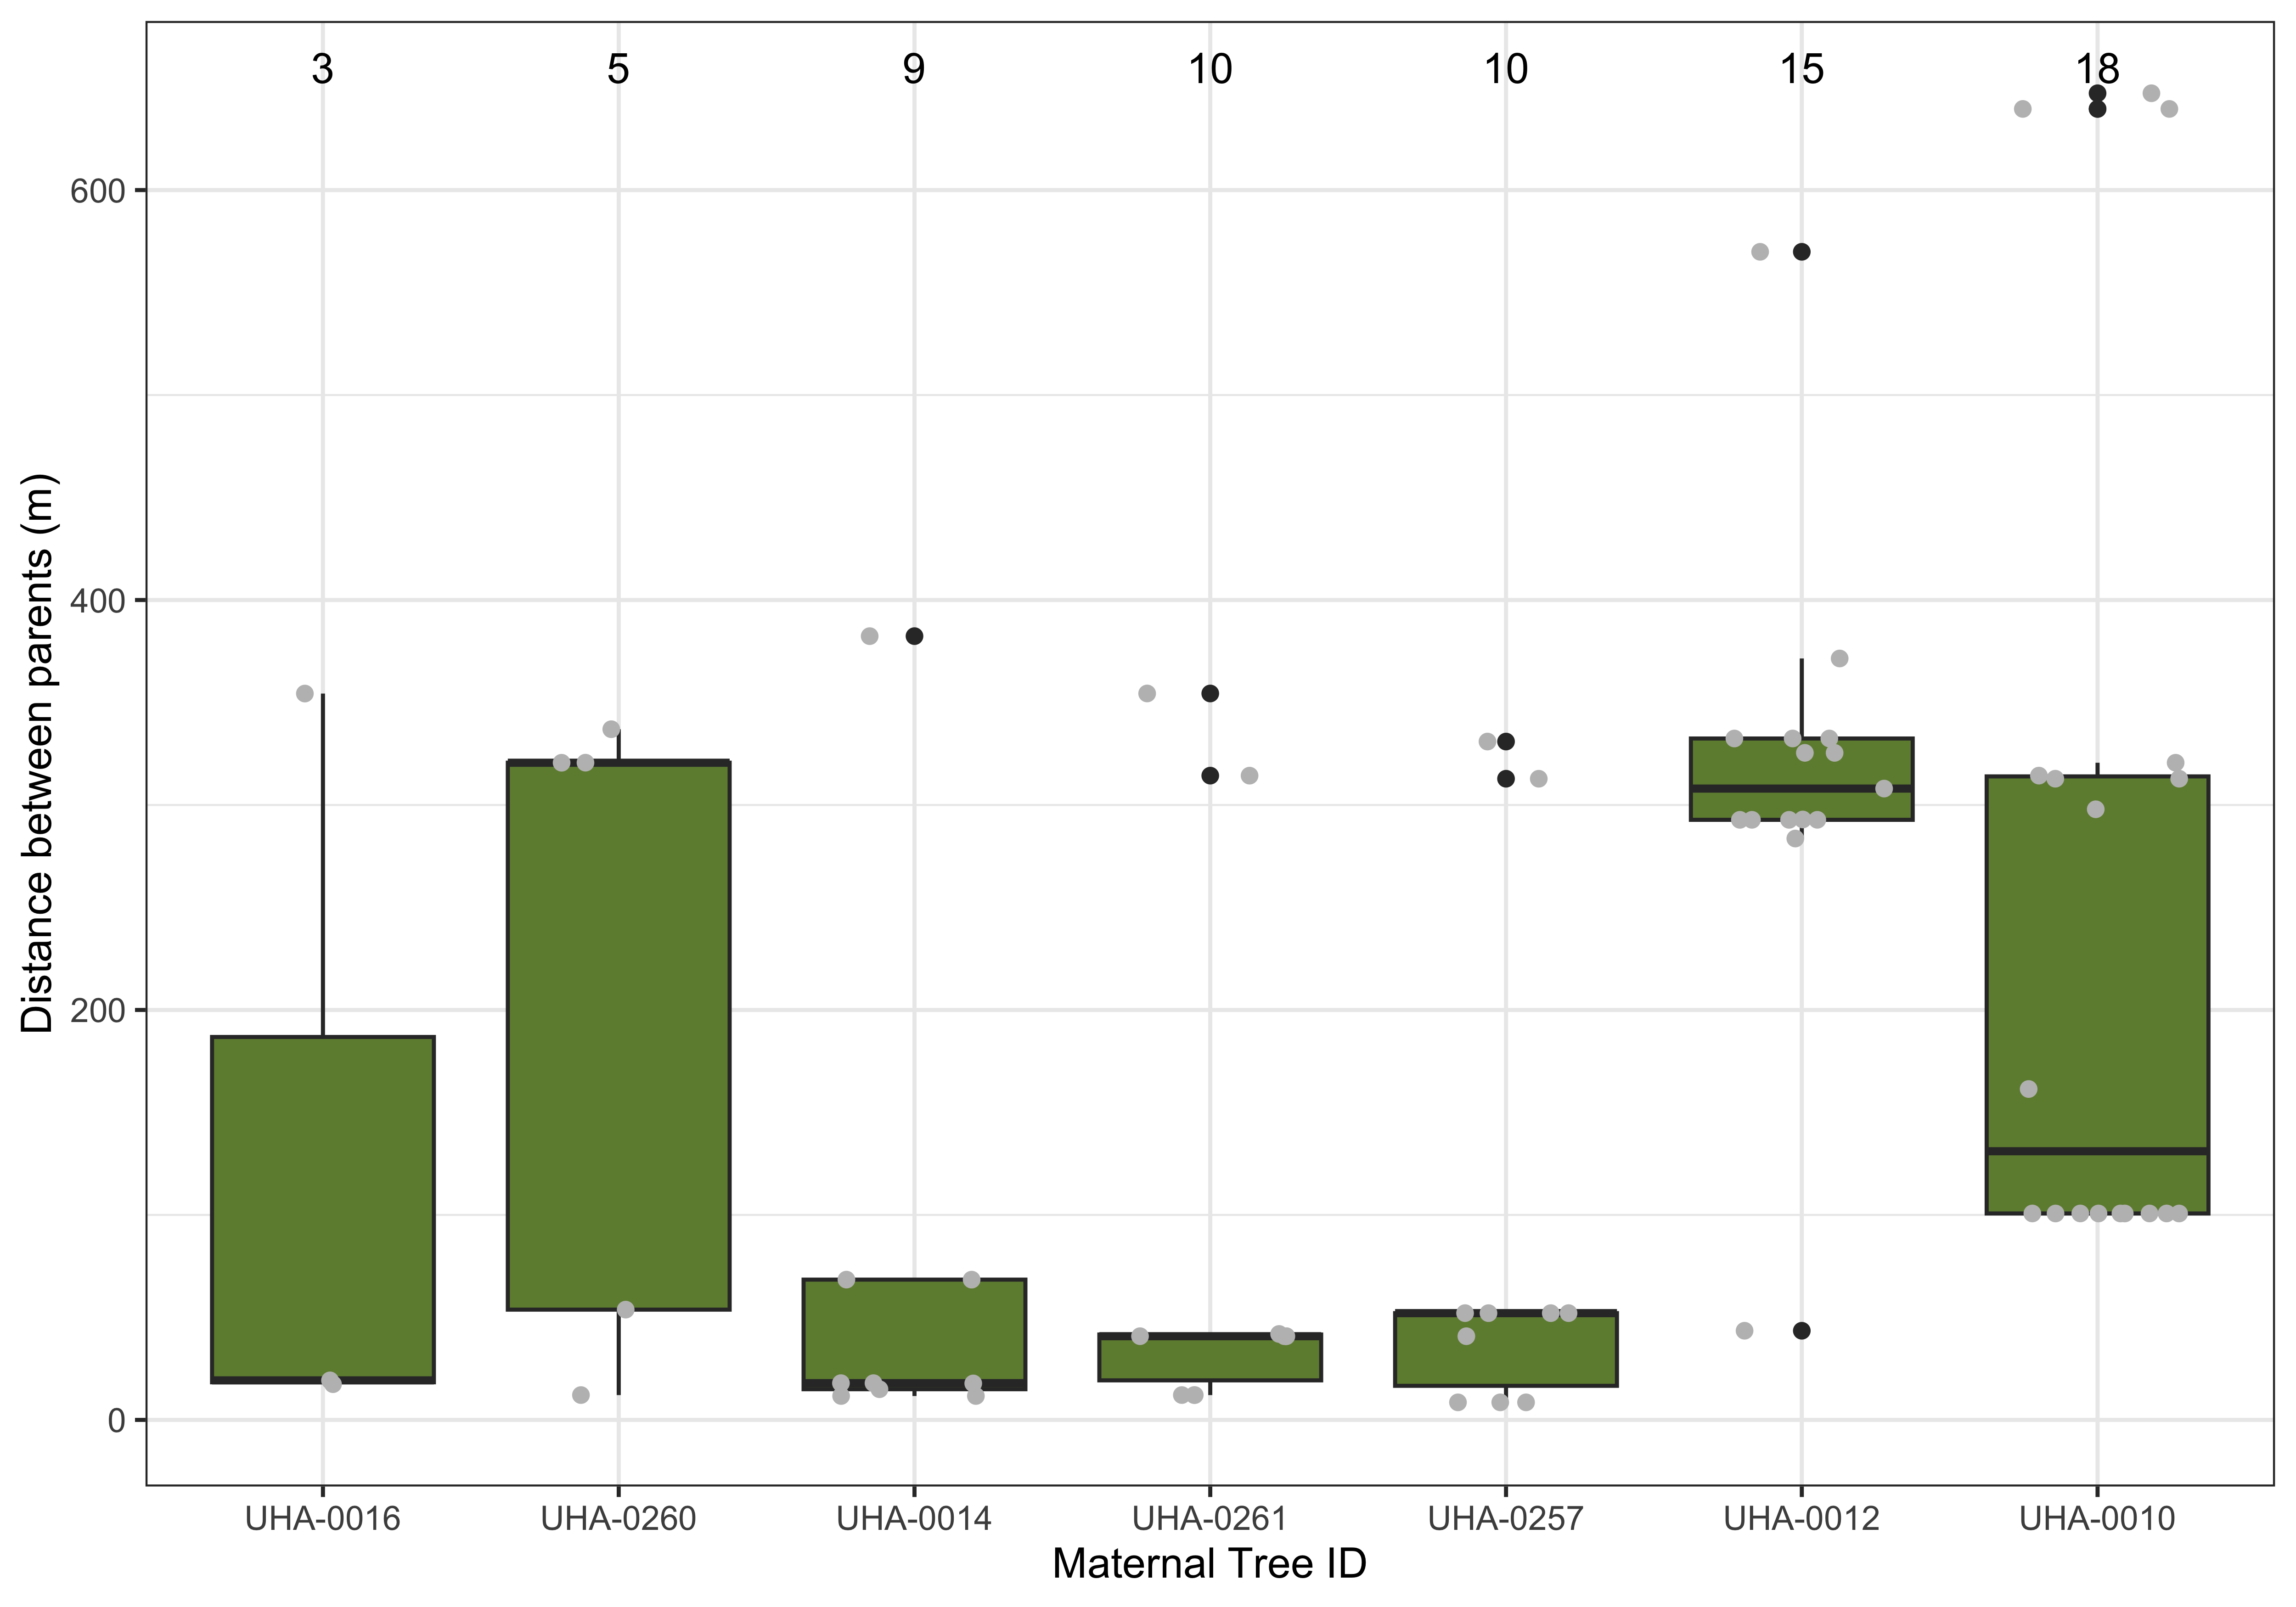 3 5 9 10 10 15 18
600
400
200
0
Distance between parents (m)
UHA-0016 UHA-0260 UHA-0014 UHA-0261 UHA-0257 UHA-0012 UHA-0010
Maternal Tree ID